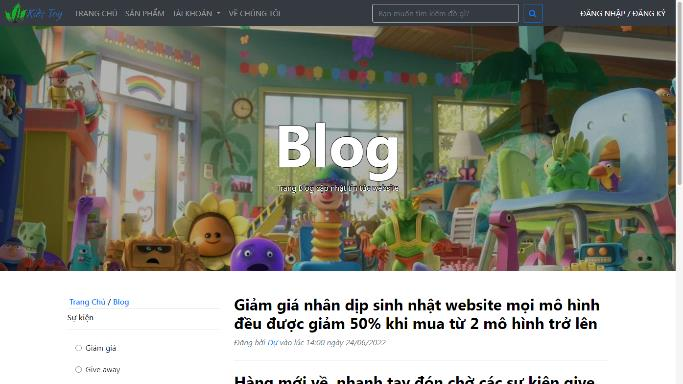 Kiệt Toy
TRANG CHỦ SẢN PHẨM TÀI KHOẢN VỀ CHÚNG TÔI
Bạn muốn tìm kiếm đồ gì?
ĐĂNG NHẬP / ĐĂNG KÝ
Blog
Trang Blog cập nhật tin tức website
Trang Chủ / Blog
Sự kiện
Giảm giá
Give away
Giảm giá nhân dịp sinh nhật website mọi mô hình
đều được giảm 50% khi mua từ 2 mô hình trở lên
Đăng bởi Dự vào lúc 14:00 ngày 24/06/2022
Hàng mới về, nhanh tay đón chờ các sự kiện give